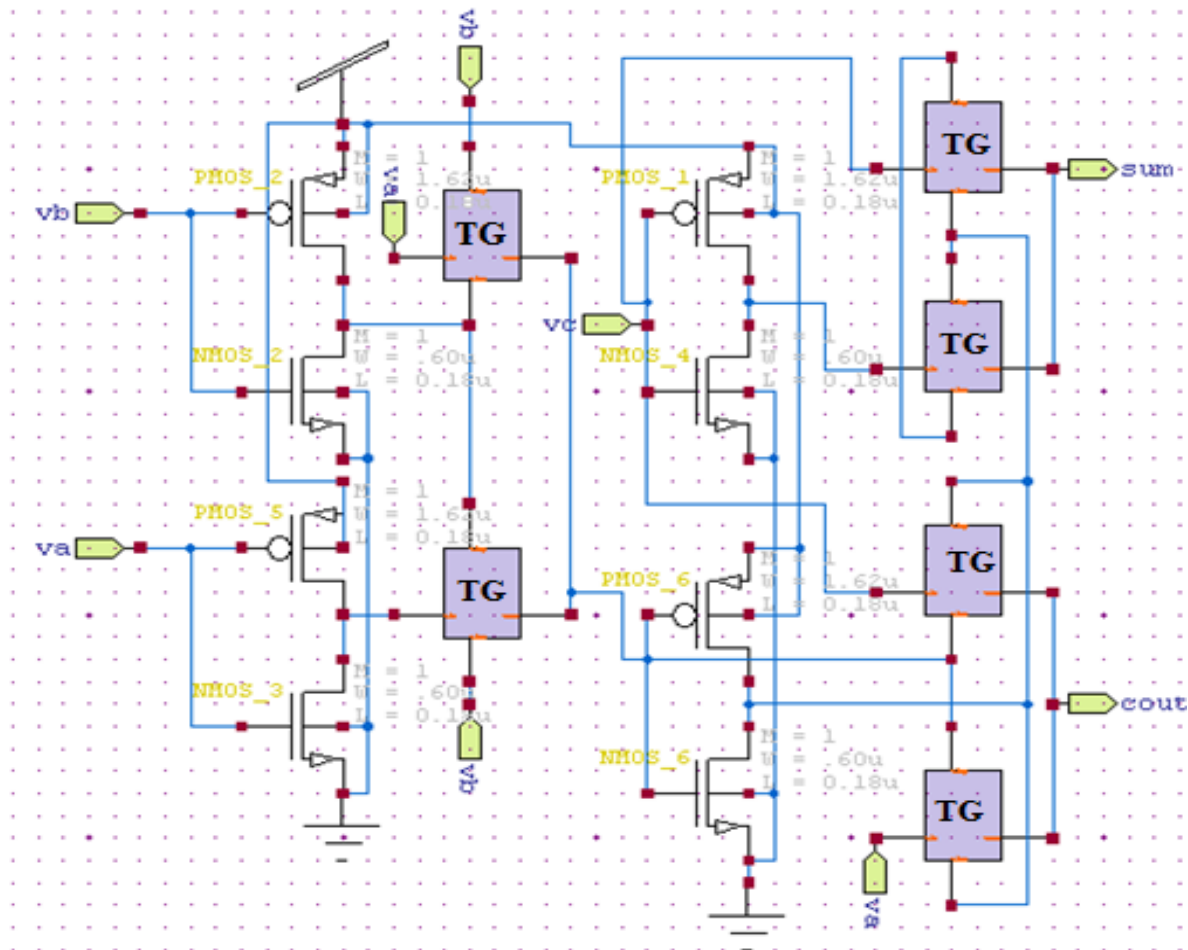 vb
TG
sum
PMOS_2
M = 1
W = 1.62u
L = 0.18u
va
PMOS_1
M = 1
W = 1.62u
L = 0.18u
vb
TG
vc
TG
NMOS_2
M = 1
W = .60u
L = 0.18u
NMOS_4
M = 1
W = .60u
L = 0.18u
PMOS_5
M = 1
W = 1.62u
L = 0.18u
va
TG
PMOS_6
M = 1
W = 1.62u
L = 0.18u
TG
NMOS_3
M = 1
W = .60u
L = 0.18u
vb
cout
NMOS_6
M = 1
W = .60u
L = 0.18u
TG
va